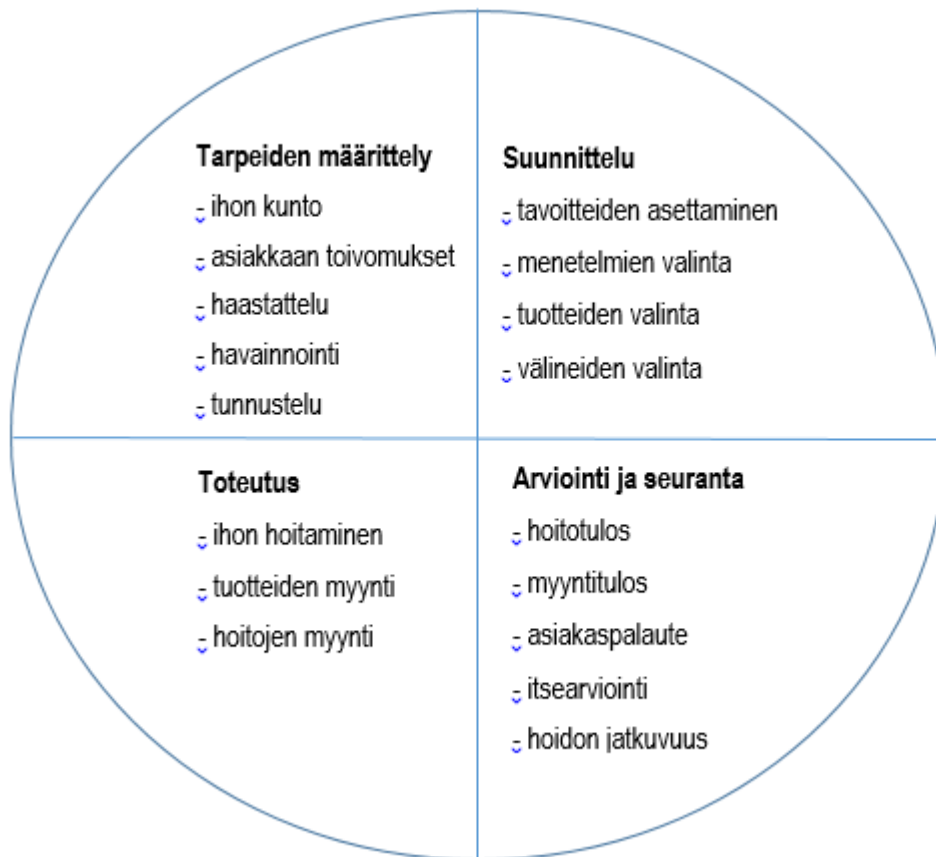 Tarpeiden määrittely
- ihon kunto
- asiakkaan toivomukset
- haastattelu
- havainnointi
- tunnustelu
Suunnittelu
- tavoitteiden asettaminen
- menetelmien valinta
- tuotteiden valinta
- välineiden valinta
Toteutus
- ihon hoitaminen
- tuotteiden myynti
- hoitojen myynti
Arviointi ja seuranta
- hoitotulos
- myyntitulos
- asiakaspalaute
- itsearviointi
- hoidon jatkuvuus